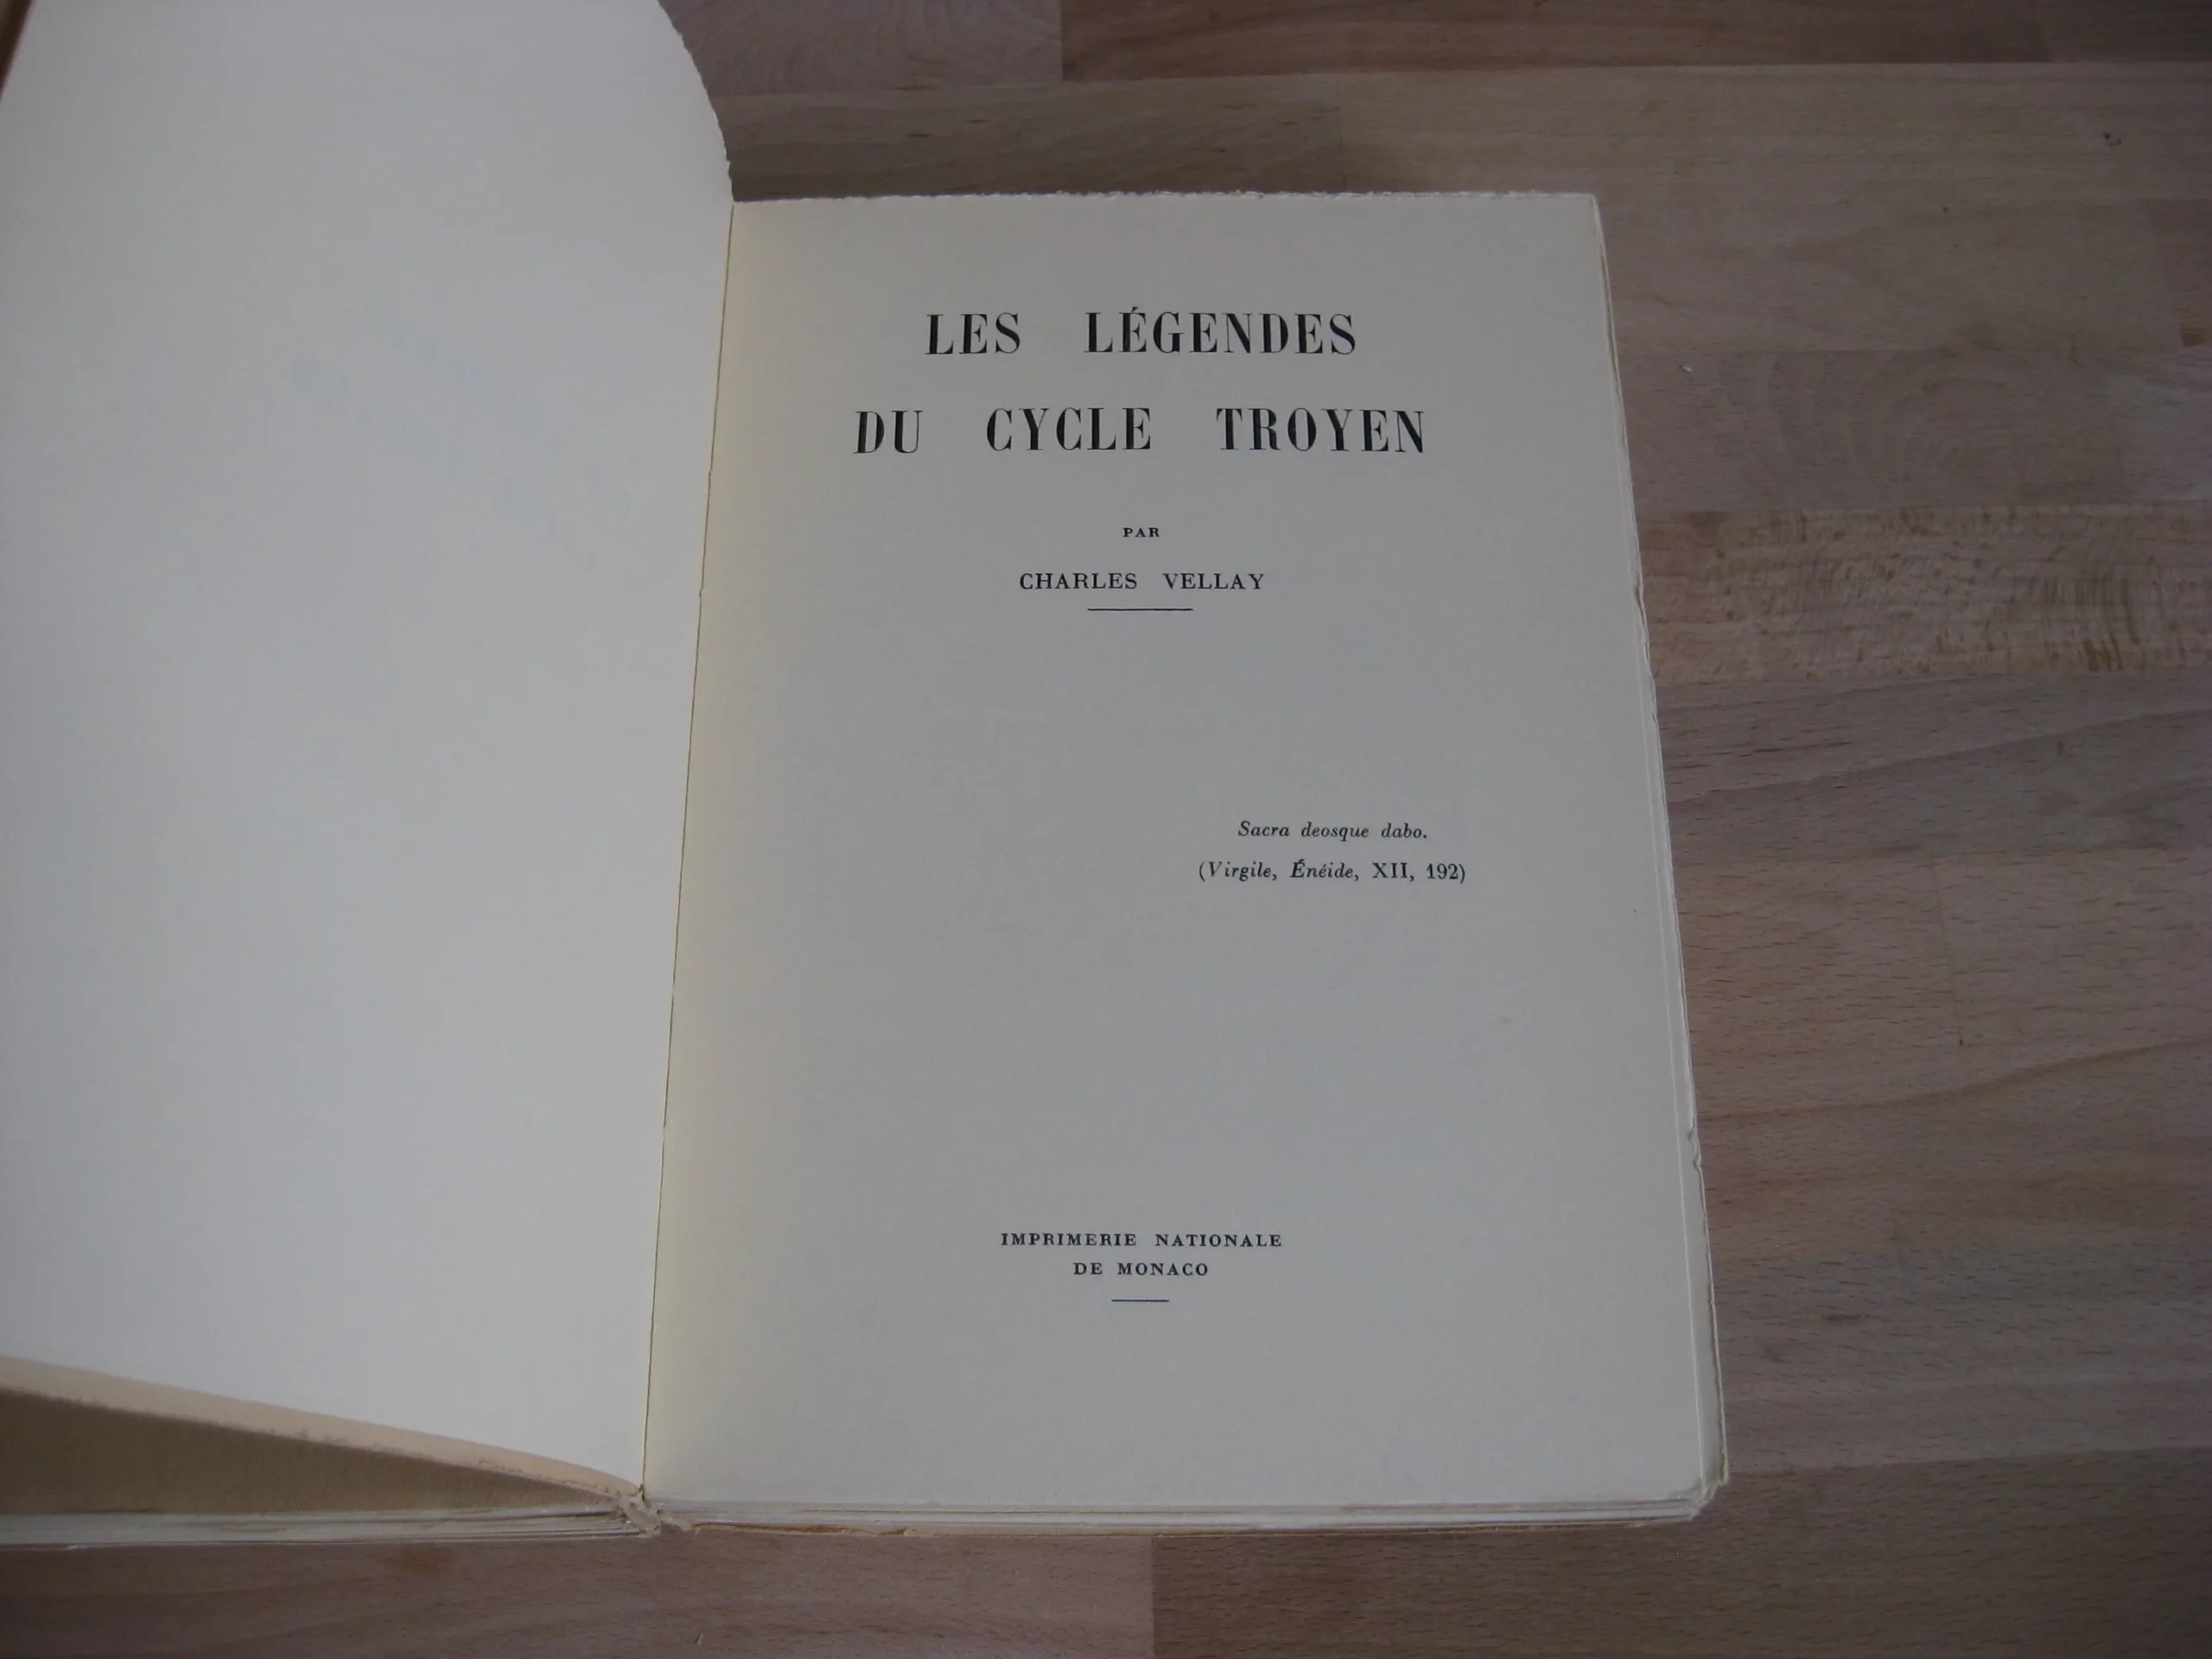 LES LÉGENDES
DU CYCLE TROYEN
PAR
CHARLES VELLAY
Sacra deosque dabo.
(Virgile, Énéide, XII, 192)
IMPRIMERIE NATIONALE
DE MONACO